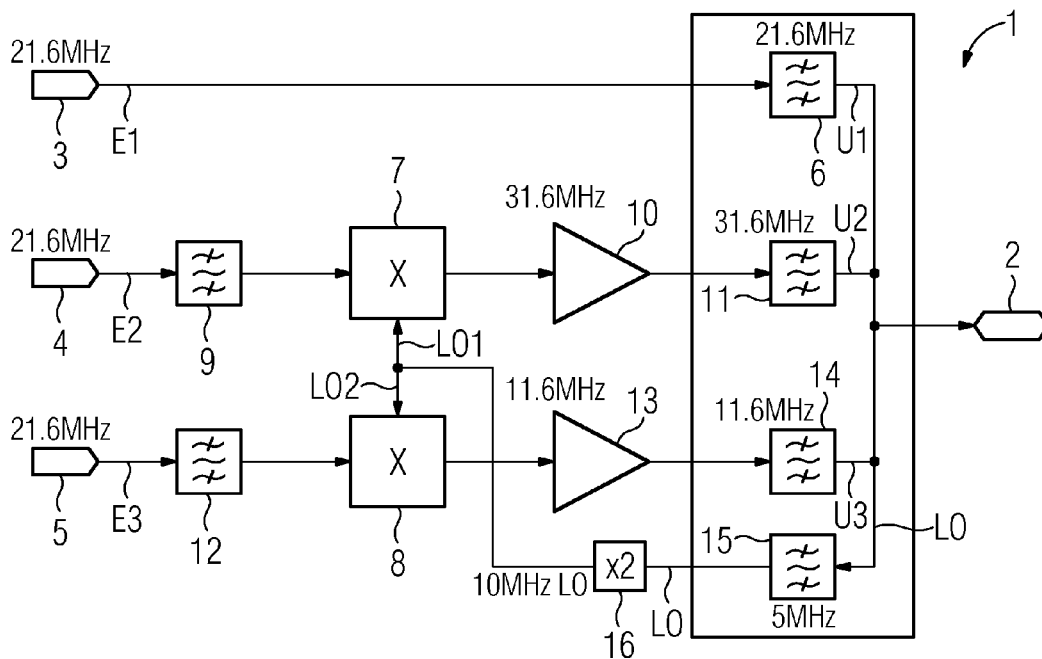 1
21.6MHz
21.6MHz
3
E1
U1
6
7
31.6MHz
10
U2
21.6MHz
31.6MHz
2
X
4
E2
9
11
LO1
LO2
11.6MHz
13
14
21.6MHz
11.6MHz
X
5
E3
12
8
U3
LO
15
x2
10MHz LO
16
LO
5MHz